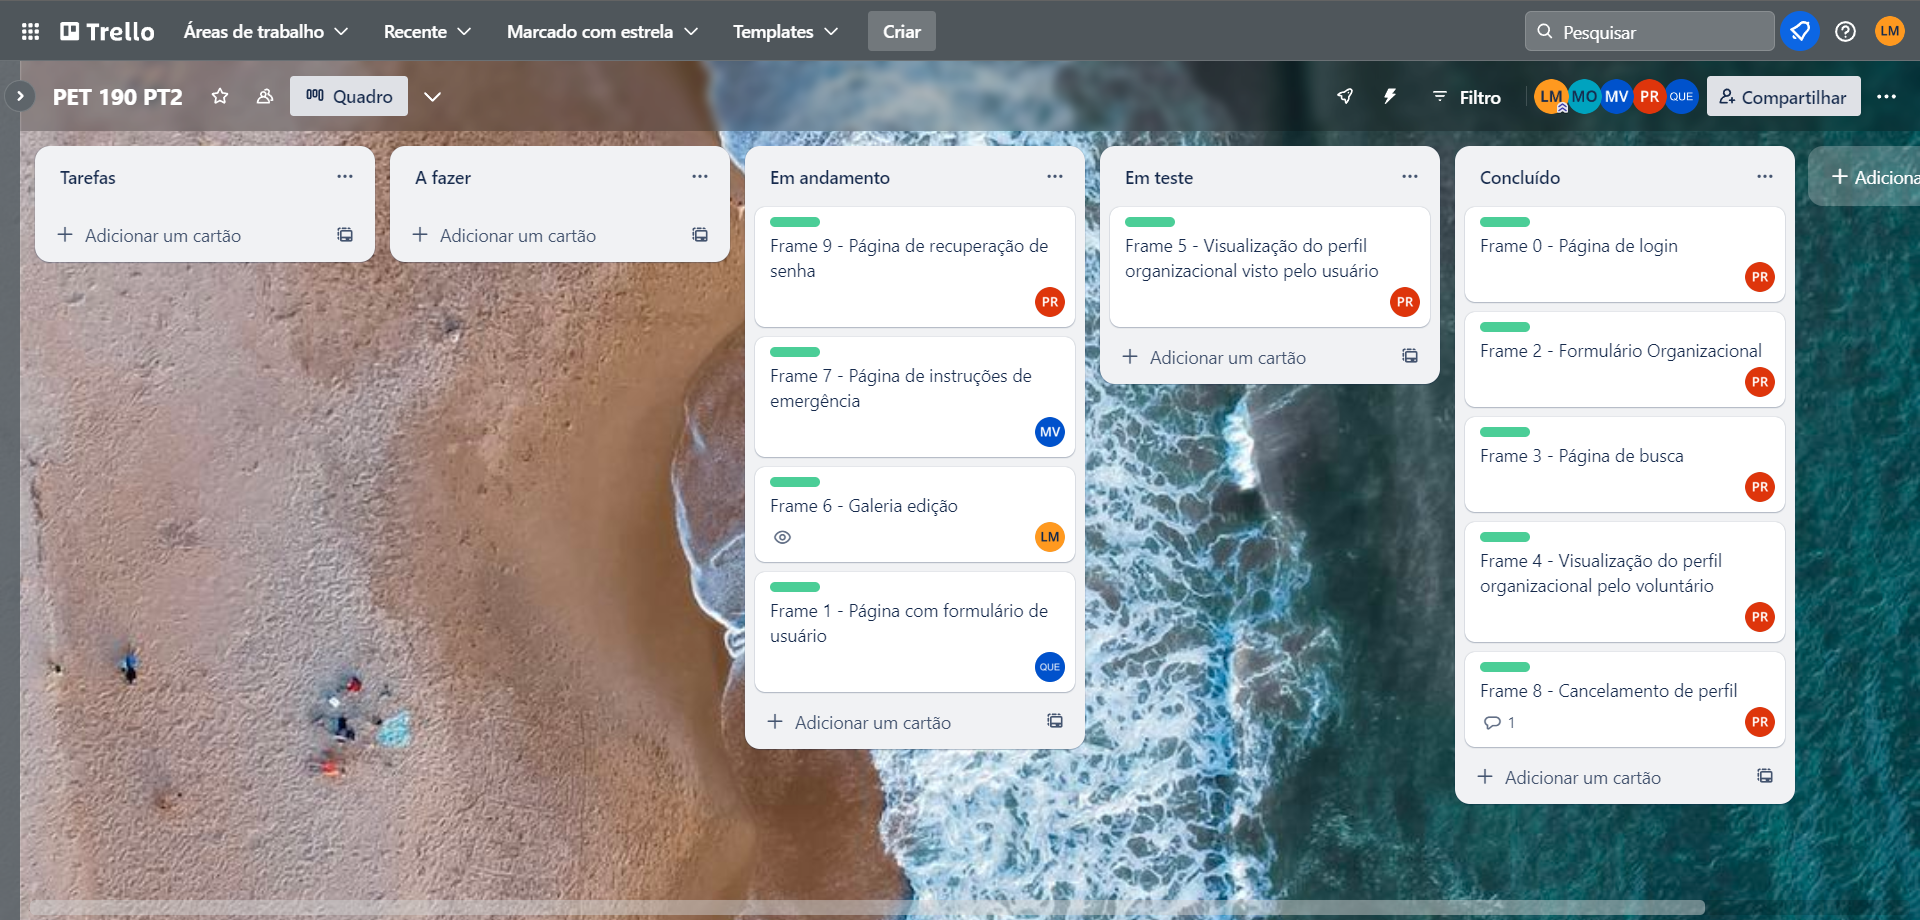 Trello
Áreas de trabalho
Recente
Marcado com estrela
Templates
Criar
Pesquisar
LM
PET 190 PT2
Quadro
Filtro
LM
MO
MV
PR
QUE
Compartilhar
Tarefas
Adicionar um cartão
A fazer
Adicionar um cartão
Em andamento
Frame 9 - Página de recuperação de
senha
PR
Frame 7 - Página de instruções de
emergência
MV
Frame 6 - Galeria edição
LM
Frame 1 - Página com formulário de
usuário
QUE
Adicionar um cartão
Em teste
Frame 5 - Visualização do perfil
organizacional visto pelo usuário
PR
Adicionar um cartão
Concluído
Frame 0 - Página de login
PR
Frame 2 - Formulário Organizacional
PR
Frame 3 - Página de busca
PR
Frame 4 - Visualização do perfil
organizacional pelo voluntário
PR
Frame 8 - Cancelamento de perfil
1
PR
Adicionar um cartão
Adiciona